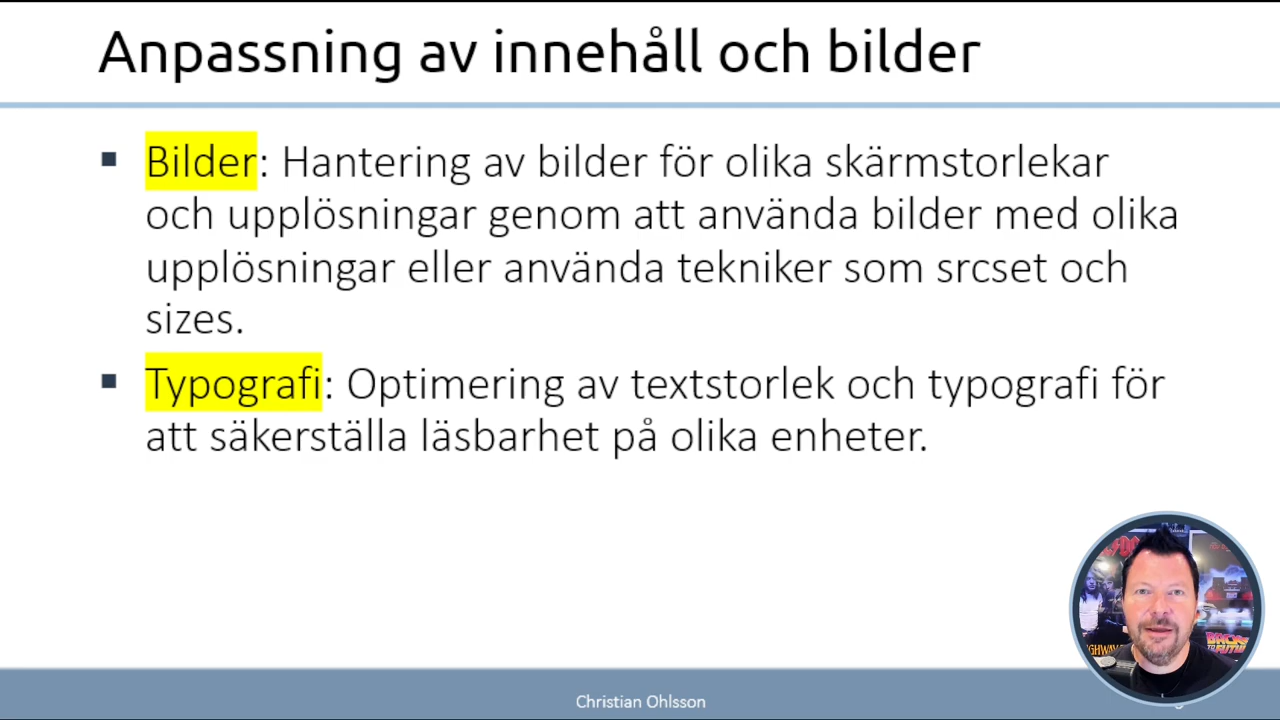 Anpassning av innehåll och bilder
Bilder: Hantering av bilder för olika skärmstorlekar
och upplösningar genom att använda bilder med olika
upplösningar eller använda tekniker som srcset och
sizes.
Typografi: Optimering av textstorlek och typografi för
att säkerställa läsbarhet på olika enheter.
Christian Ohlsson